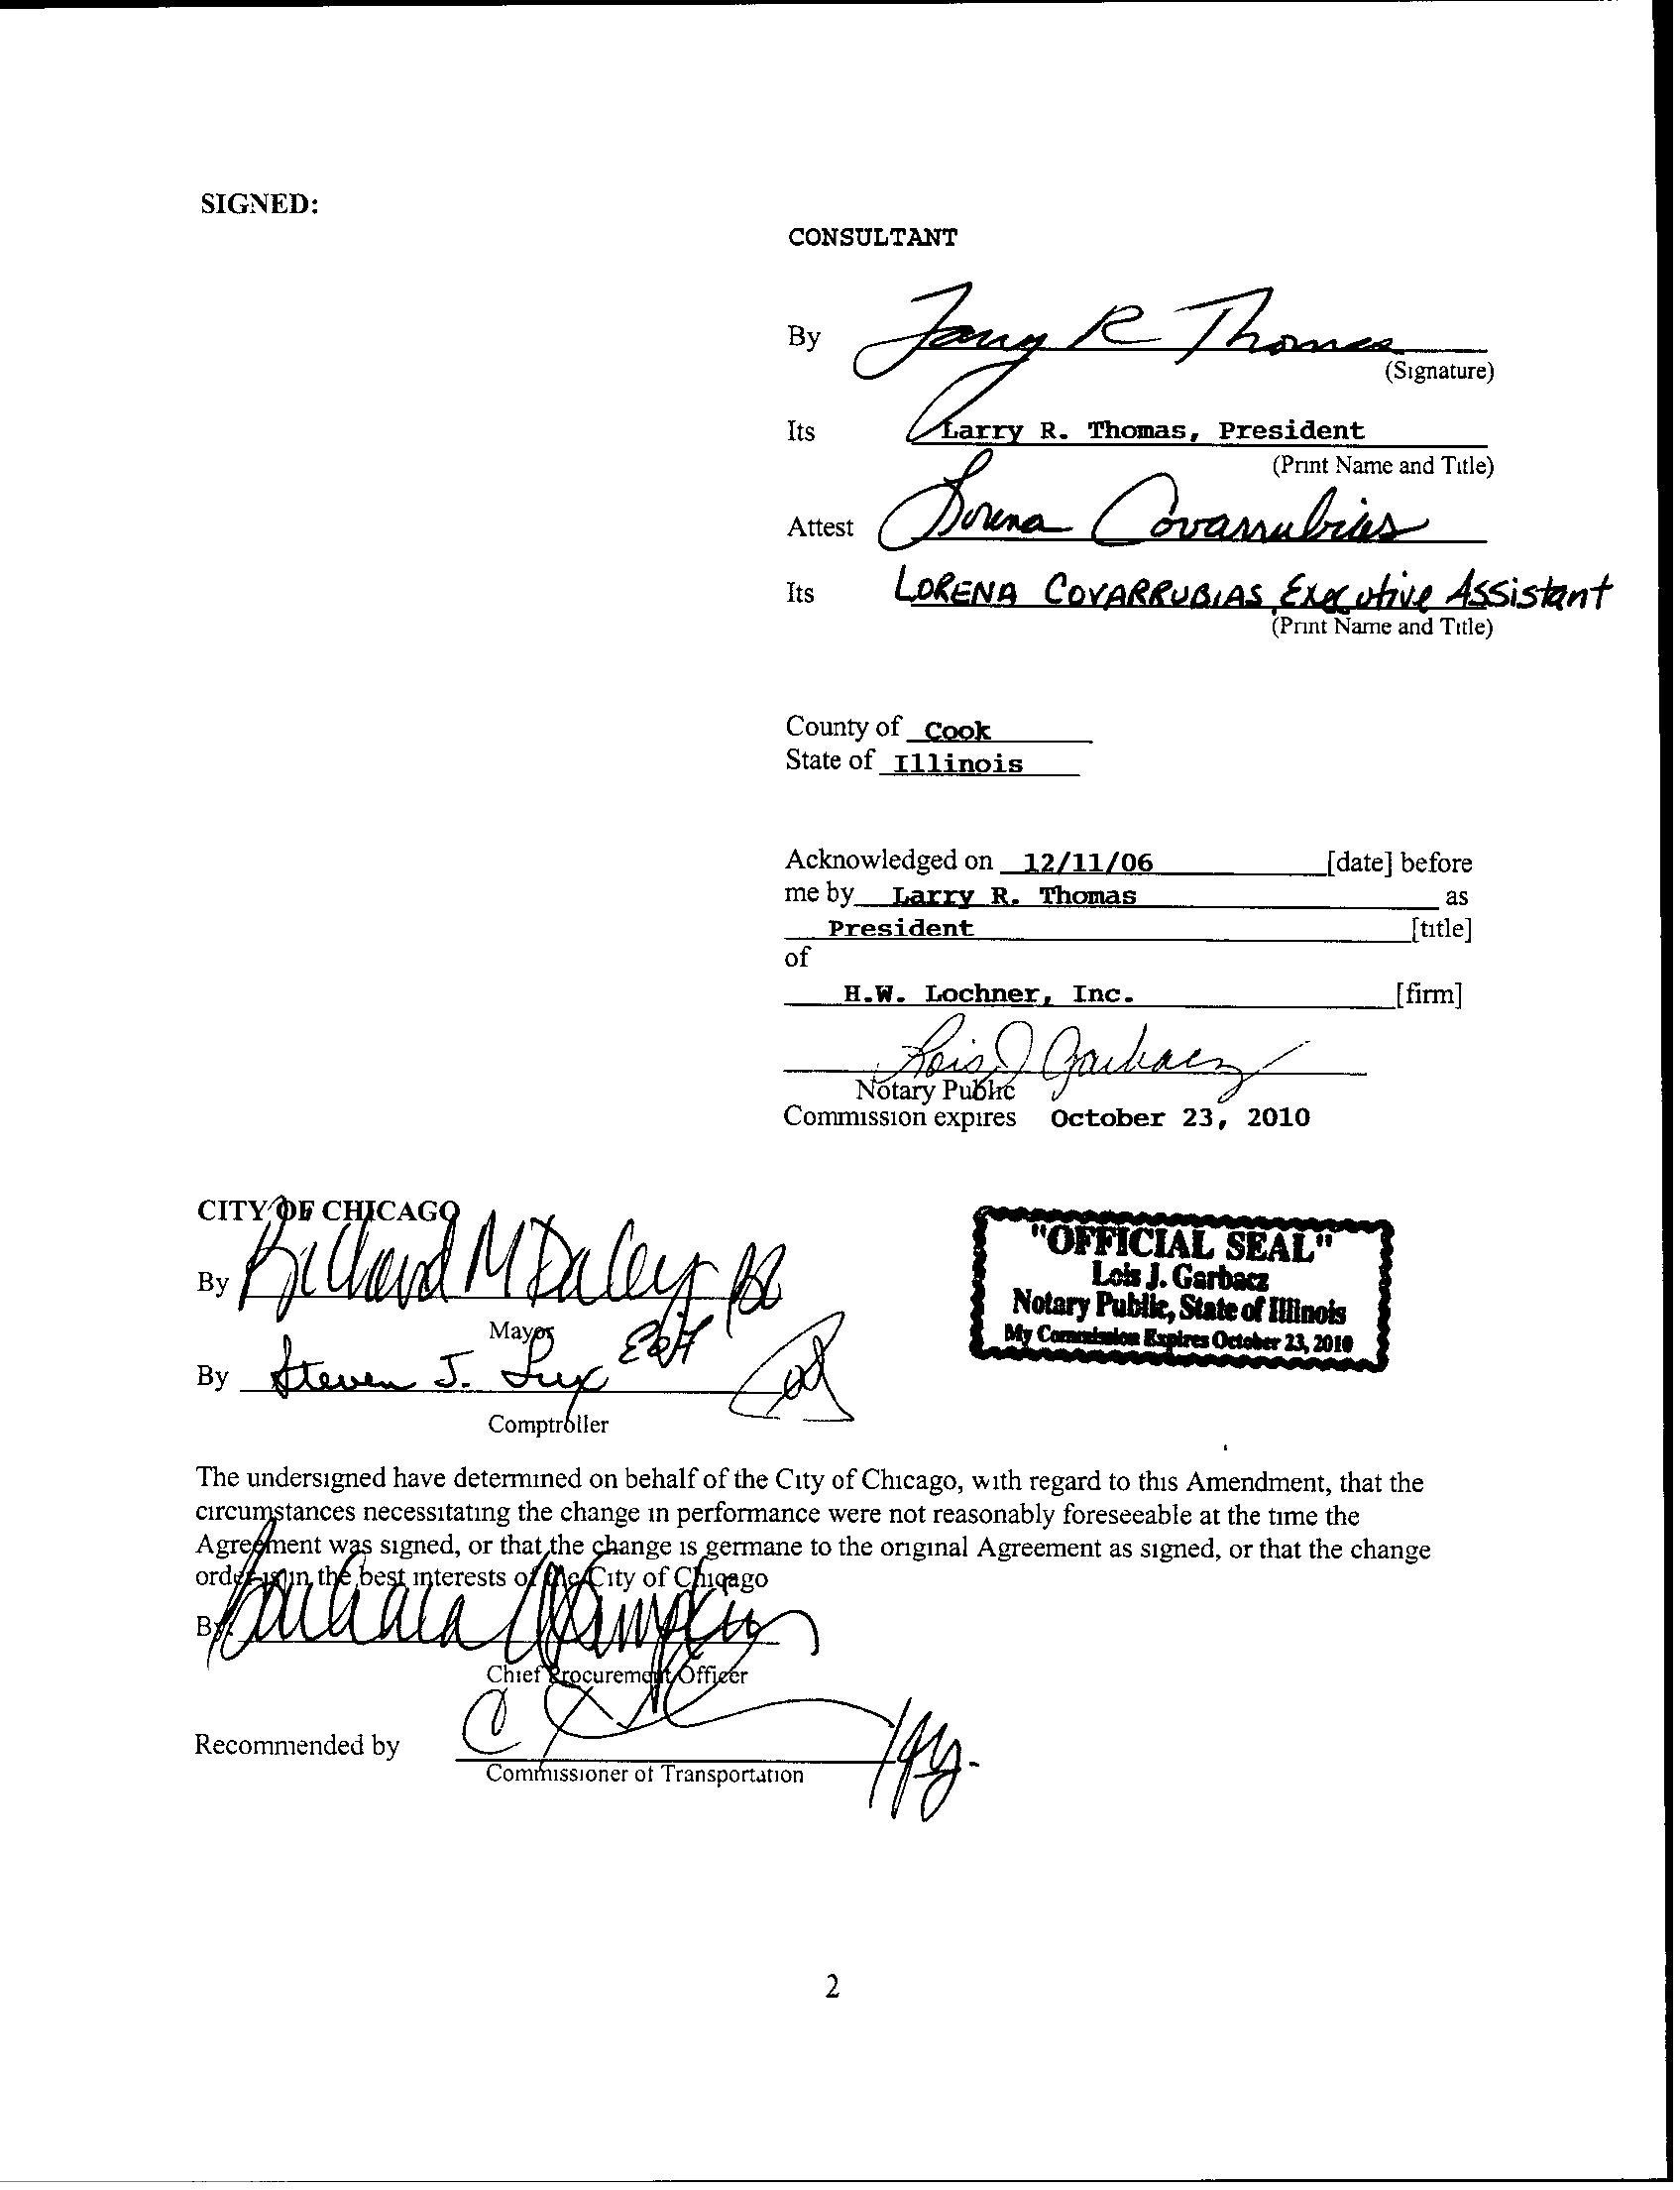 SIGNED:
CONSULTANT
By Larry R Thomas
(Signature)
Its Larry R. Thomas, President
(Print Name and Title)
Attest Lorena Covarrubias
Its LORENA COVARRUBIAS, Executive Assistant
(Print Name and Title)
County of Cook
State of Illinois
Acknowledged on 12/11/06 [date] before
me by Larry R. Thomas as
President [title]
of
H.W. Lochner, Inc. [firm]
Lois J Garbacz
Notary Public
Commission expires October 23, 2010
CITY OF CHICAGO
By Richard M Daley
Mayor
By Steven J. Lux
Comptroller
"OFFICIAL SEAL"
Lois J. Garbacz
Notary Public, State of Illinois
My Commission Expires October 23, 2010
The undersigned have determined on behalf of the City of Chicago, with regard to this Amendment, that the
circumstances necessitating the change in performance were not reasonably foreseeable at the time the
Agreement was signed, or that the change is germane to the original Agreement as signed, or that the change
order is in the best interests of the City of Chicago
By: Barbara
Chief Procurement Officer
Recommended by
Commissioner of Transportation
2